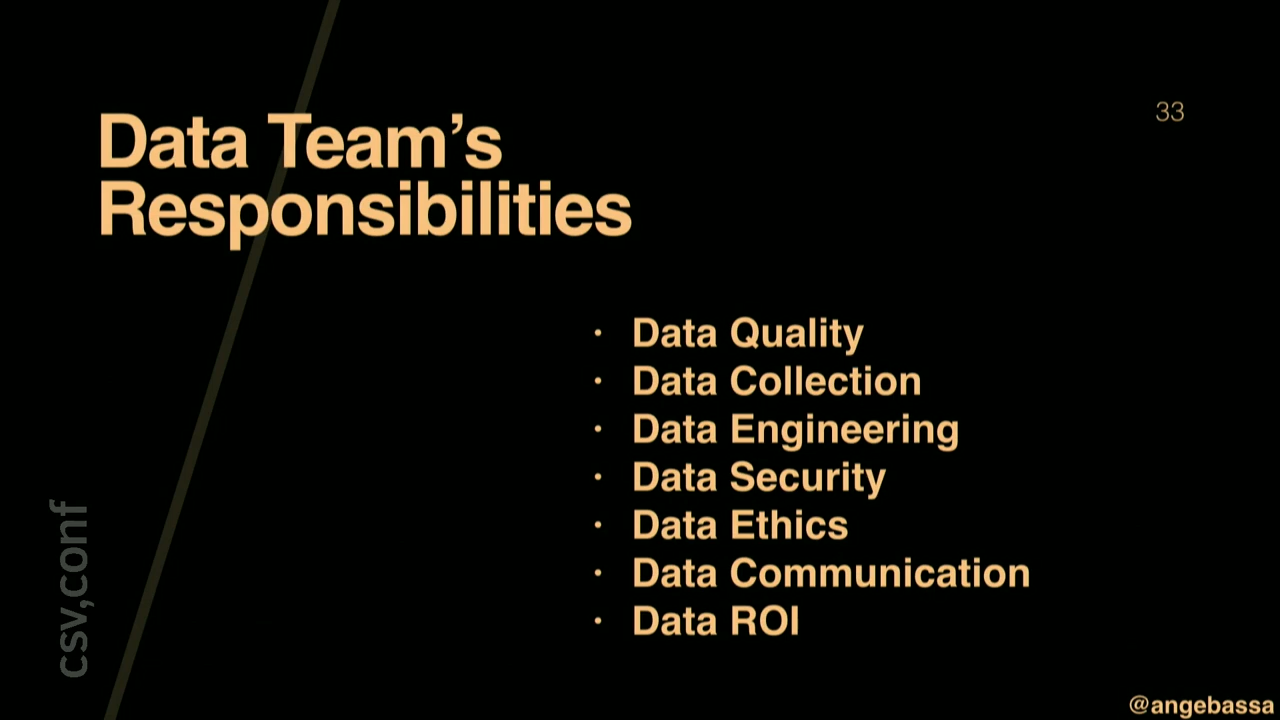 33
Data Team’s
Responsibilities
· Data Quality
· Data Collection
· Data Engineering
· Data Security
· Data Ethics
· Data Communication
· Data ROI
csv,conf
@angebassa